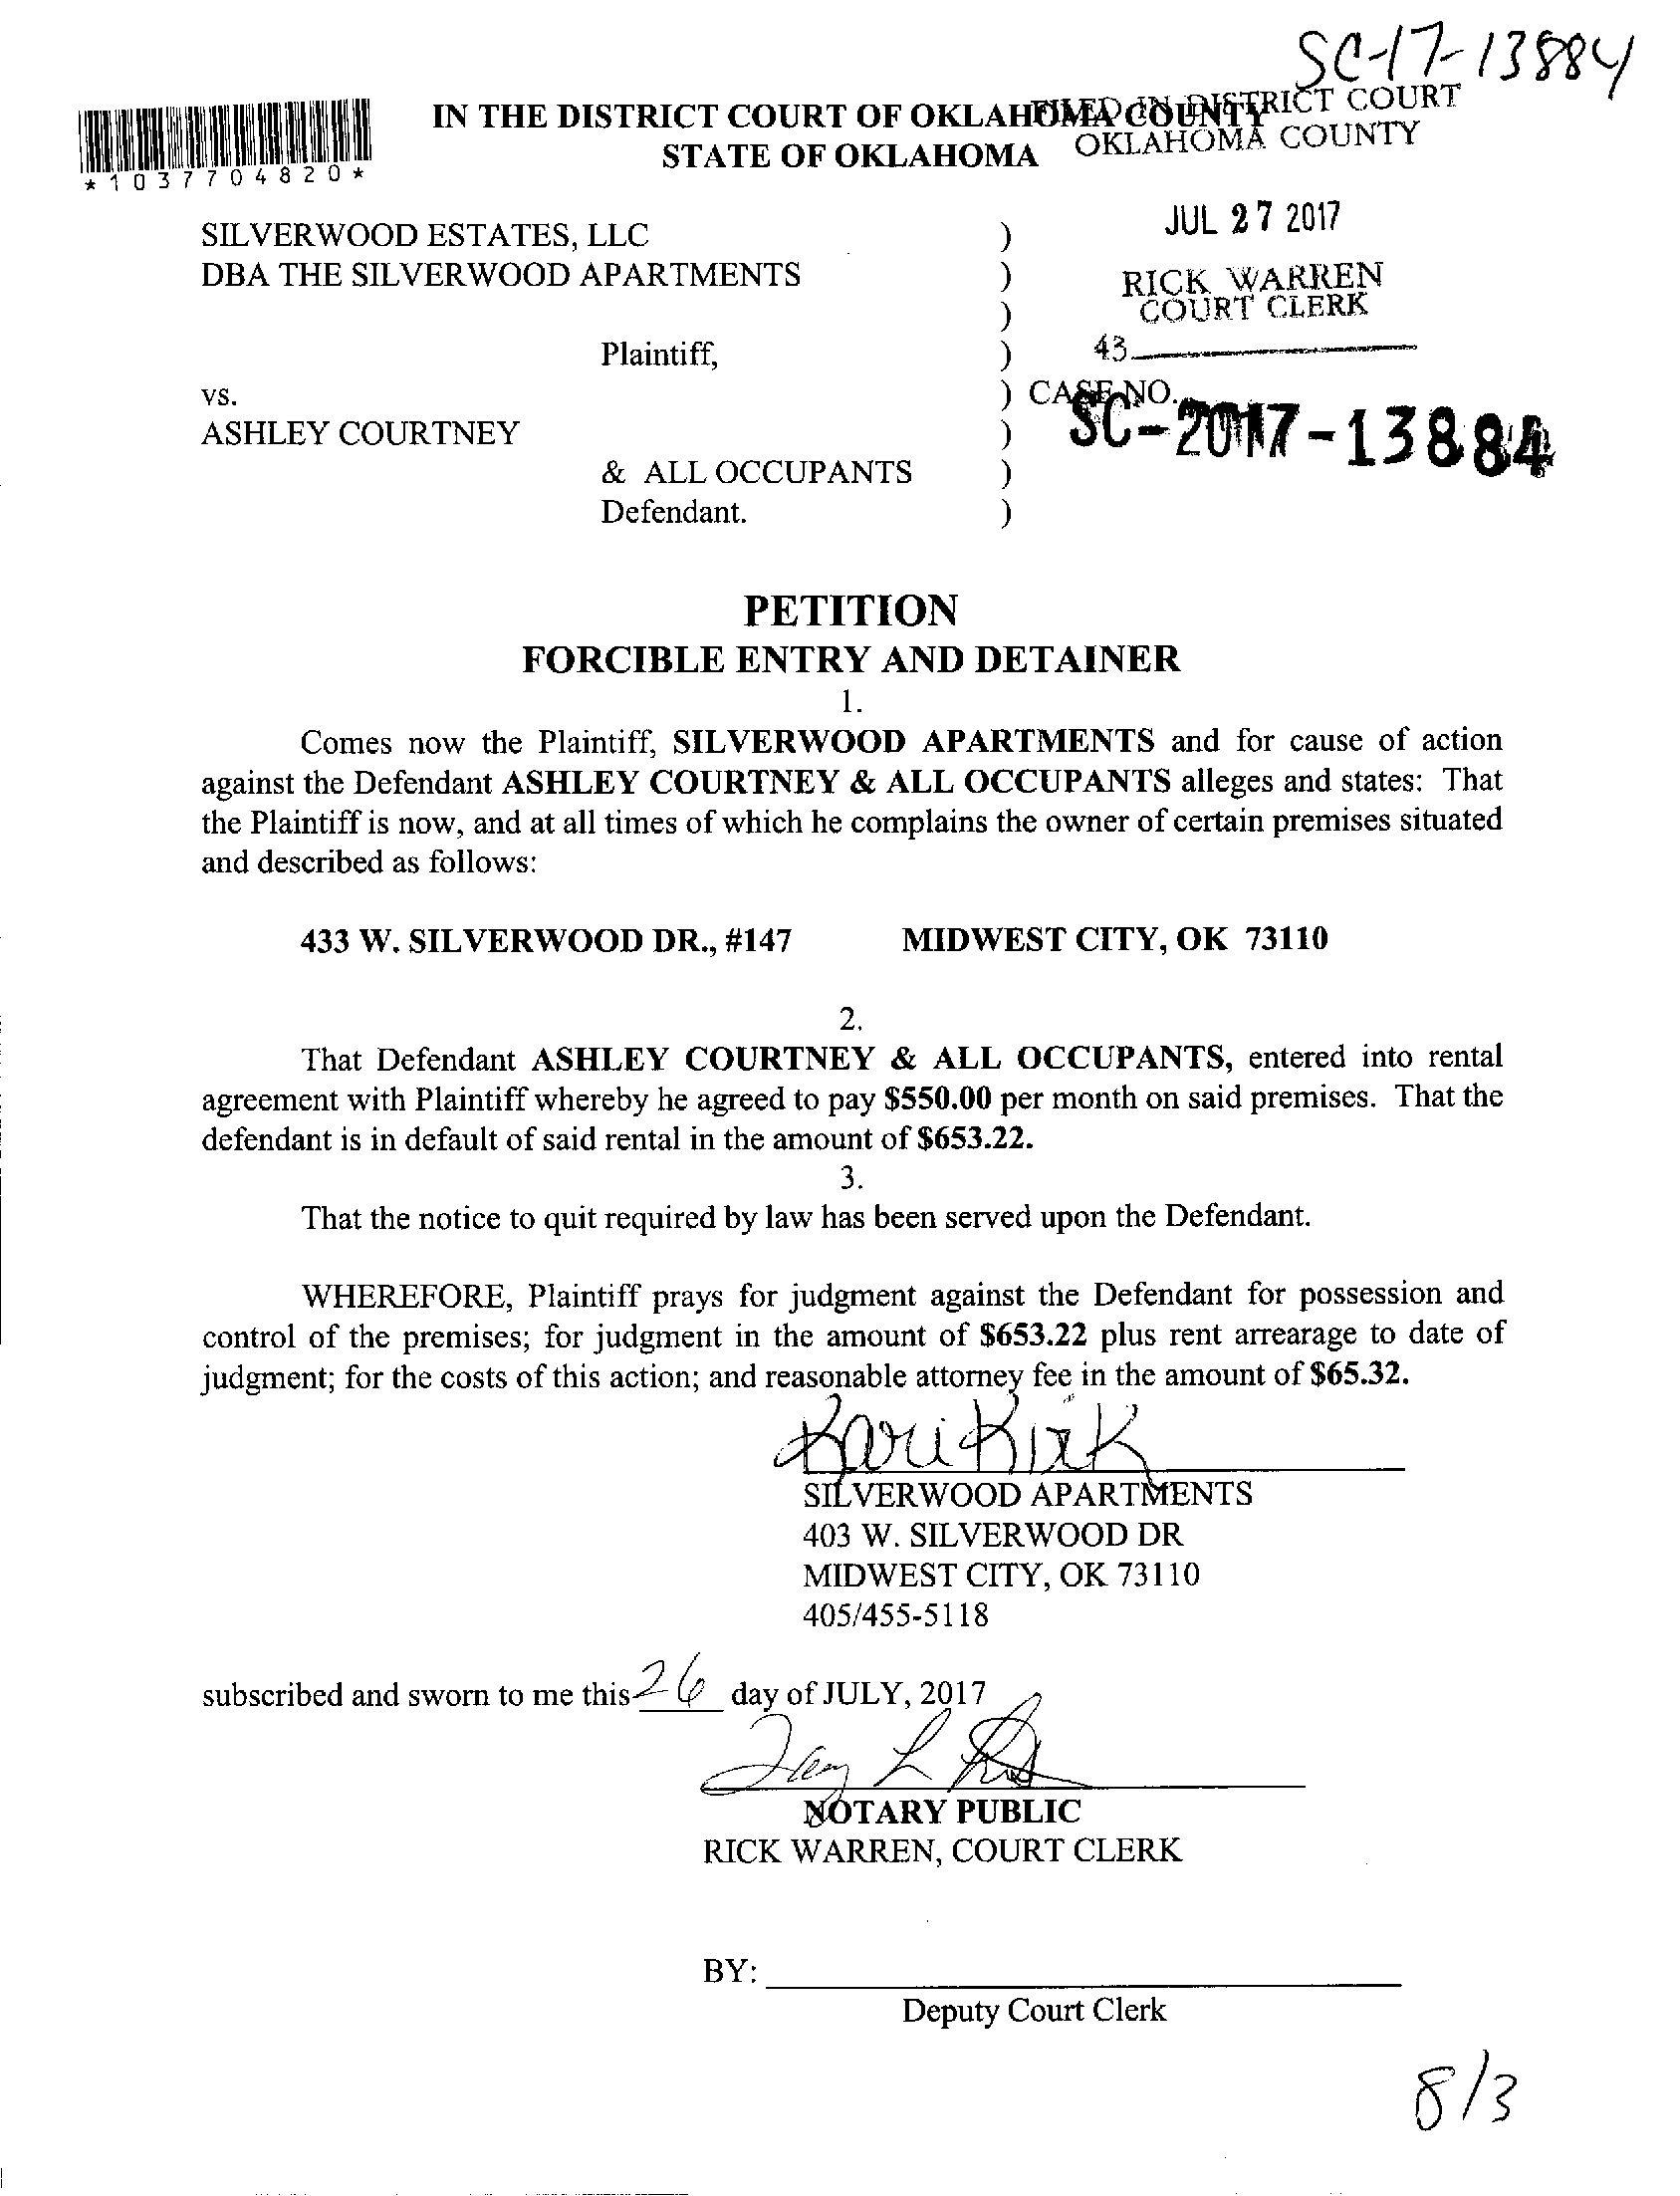 SC-17-13884
IN THE DISTRICT COURT OF OKLAHOMA COUNTY
STATE OF OKLAHOMA
FILED IN DISTRICT COURT
OKLAHOMA COUNTY
*1037704820*
JUL 27 2017
RICK WARREN
COURT CLERK
43
SILVERWOOD ESTATES, LLC )
DBA THE SILVERWOOD APARTMENTS )
)
Plaintiff, )
vs. ) CASE NO.
SC-2017-13884
ASHLEY COURTNEY )
& ALL OCCUPANTS )
Defendant. )
PETITION
FORCIBLE ENTRY AND DETAINER
1.
Comes now the Plaintiff, SILVERWOOD APARTMENTS and for cause of action
against the Defendant ASHLEY COURTNEY & ALL OCCUPANTS alleges and states: That
the Plaintiff is now, and at all times of which he complains the owner of certain premises situated
and described as follows:
433 W. SILVERWOOD DR., #147 MIDWEST CITY, OK 73110
2.
That Defendant ASHLEY COURTNEY & ALL OCCUPANTS, entered into rental
agreement with Plaintiff whereby he agreed to pay $550.00 per month on said premises. That the
defendant is in default of said rental in the amount of $653.22.
3.
That the notice to quit required by law has been served upon the Defendant.
WHEREFORE, Plaintiff prays for judgment against the Defendant for possession and
control of the premises; for judgment in the amount of $653.22 plus rent arrearage to date of
judgment; for the costs of this action; and reasonable attorney fee in the amount of $65.32.
Kari Kirk
SILVERWOOD APARTMENTS
403 W. SILVERWOOD DR
MIDWEST CITY, OK 73110
405/455-5118
subscribed and sworn to me this 26 day of JULY, 2017
NOTARY PUBLIC
RICK WARREN, COURT CLERK
BY:
Deputy Court Clerk
8/3